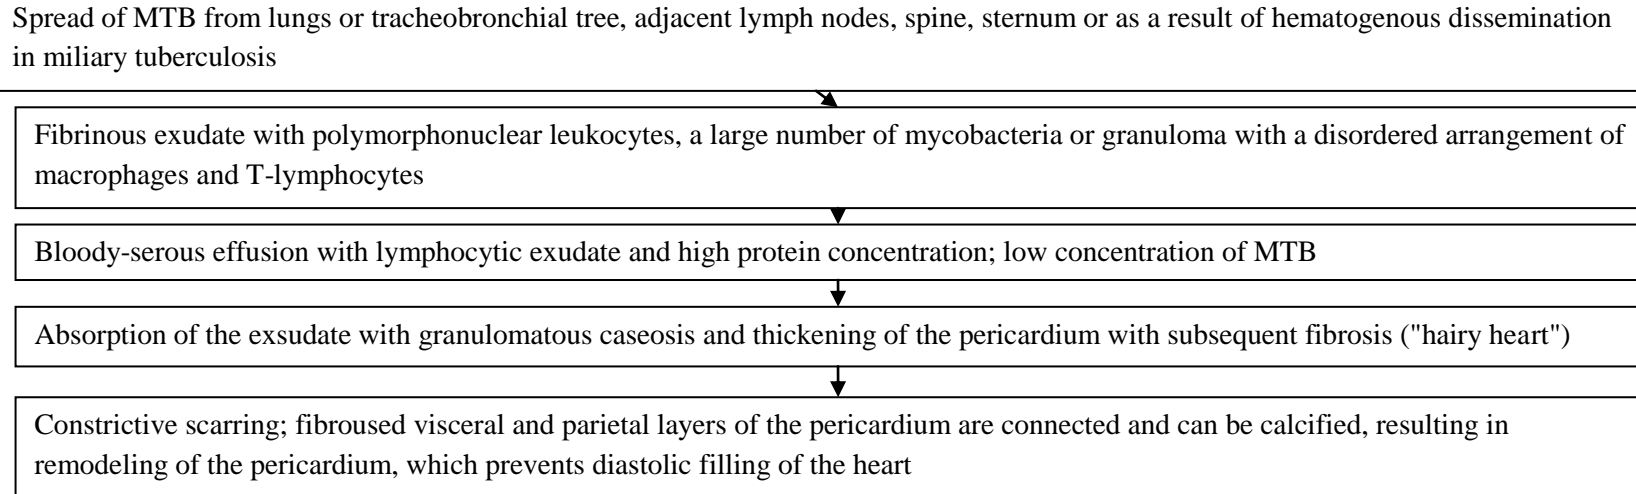 Spread of MTB from lungs or tracheobronchial tree, adjacent lymph nodes, spine, sternum or as a result of hematogenous dissemination
in miliary tuberculosis
Fibrinous exudate with polymorphonuclear leukocytes, a large number of mycobacteria or granuloma with a disordered arrangement of
macrophages and T-lymphocytes
Bloody-serous effusion with lymphocytic exudate and high protein concentration; low concentration of MTB
Absorption of the exsudate with granulomatous caseosis and thickening of the pericardium with subsequent fibrosis ("hairy heart")
Constrictive scarring; fibroused visceral and parietal layers of the pericardium are connected and can be calcified, resulting in
remodeling of the pericardium, which prevents diastolic filling of the heart